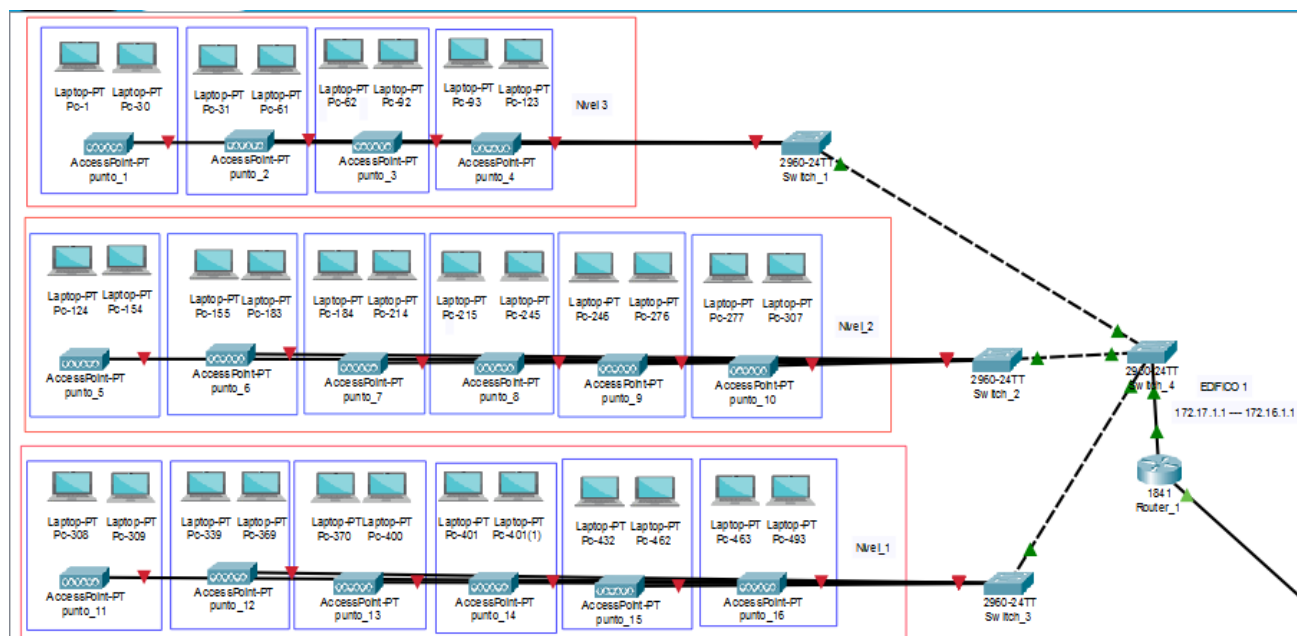 Laptop-PT Laptop-PT
Pc-1 Pc-30
Laptop-PT Laptop-PT
Pc-31 Pc-61
Laptop-PT Laptop-PT
Pc-62 Pc-92
Laptop-PT Laptop-PT
Pc-93 Pc-123
Nivel 3
AccessPoint-PT
punto_1
AccessPoint-PT
punto_2
AccessPoint-PT
punto_3
AccessPoint-PT
punto_4
2960-24TT
Switch_1
Laptop-PT Laptop-PT
Pc-124 Pc-154
Laptop-PT Laptop-PT
Pc-155 Pc-183
Laptop-PT Laptop-PT
Pc-184 Pc-214
Laptop-PT Laptop-PT
Pc-215 Pc-245
Laptop-PT Laptop-PT
Pc-246 Pc-276
Laptop-PT Laptop-PT
Pc-277 Pc-307
Nivel_2
AccessPoint-PT
punto_5
AccessPoint-PT
punto_6
AccessPoint-PT
punto_7
AccessPoint-PT
punto_8
AccessPoint-PT
punto_9
AccessPoint-PT
punto_10
2960-24TT
Switch_2
2960-24TT
Switch_4
EDIFICO 1
172.17.1.1 ---- 172.16.1.1
1841
Router_1
Laptop-PT Laptop-PT
Pc-308 Pc-309
Laptop-PT Laptop-PT
Pc-339 Pc-369
Laptop-PT Laptop-PT
Pc-370 Pc-400
Laptop-PT Laptop-PT
Pc-401 Pc-401(1)
Laptop-PT Laptop-PT
Pc-432 Pc-462
Laptop-PT Laptop-PT
Pc-463 Pc-493
Nivel_1
AccessPoint-PT
punto_11
AccessPoint-PT
punto_12
AccessPoint-PT
punto_13
AccessPoint-PT
punto_14
AccessPoint-PT
punto_15
AccessPoint-PT
punto_16
2960-24TT
Switch_3